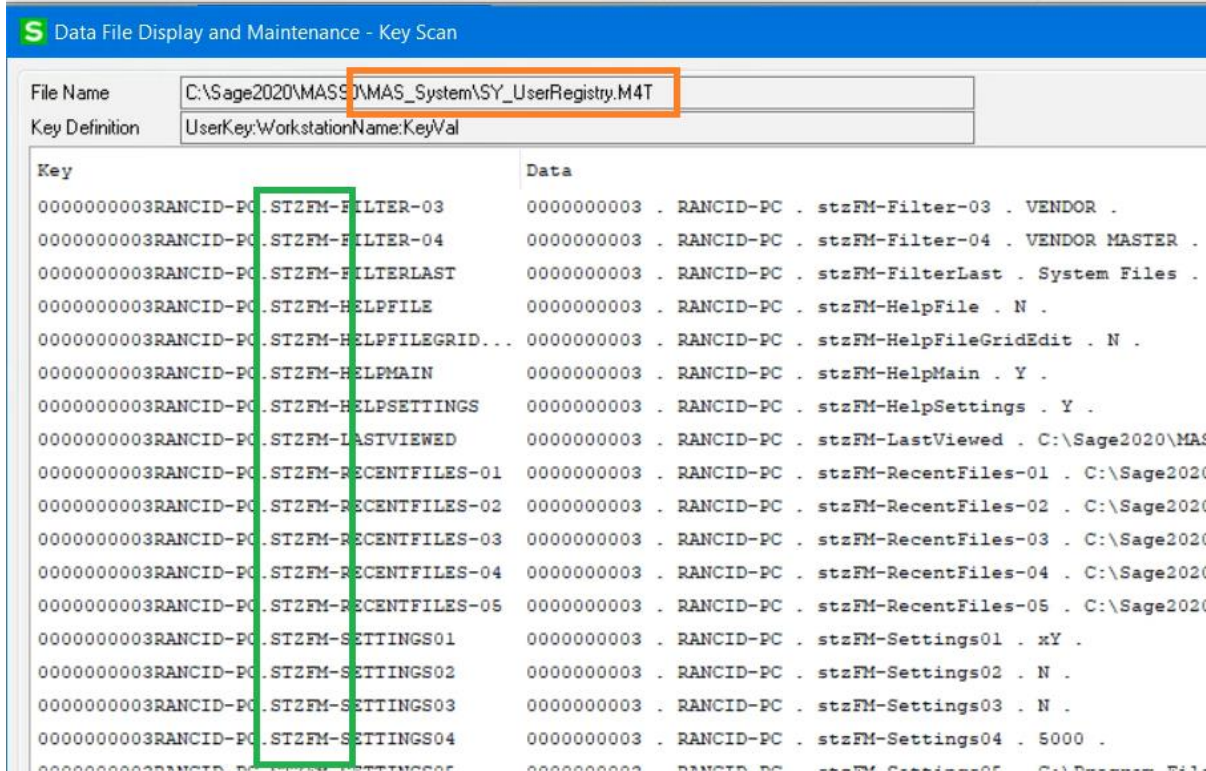 S Data File Display and Maintenance - Key Scan
File Name C:\Sage2020\MAS90\MAS_System\SY_UserRegistry.M4T
Key Definition UserKey:WorkstationName:KeyVal
Key Data
0000000003RANCID-PC.STZFM-FILTER-03 0000000003 . RANCID-PC . stzFM-Filter-03 . VENDOR .
0000000003RANCID-PC.STZFM-FILTER-04 0000000003 . RANCID-PC . stzFM-Filter-04 . VENDOR MASTER .
0000000003RANCID-PC.STZFM-FILTERLAST 0000000003 . RANCID-PC . stzFM-FilterLast . System Files .
0000000003RANCID-PC.STZFM-HELPFILE 0000000003 . RANCID-PC . stzFM-HelpFile . N .
0000000003RANCID-PC.STZFM-HELPFILEGRID... 0000000003 . RANCID-PC . stzFM-HelpFileGridEdit . N .
0000000003RANCID-PC.STZFM-HELPMAIN 0000000003 . RANCID-PC . stzFM-HelpMain . Y .
0000000003RANCID-PC.STZFM-HELPSETTINGS 0000000003 . RANCID-PC . stzFM-HelpSettings . Y .
0000000003RANCID-PC.STZFM-LASTVIEWED 0000000003 . RANCID-PC . stzFM-LastViewed . C:\Sage2020\MAS
0000000003RANCID-PC.STZFM-RECENTFILES-01 0000000003 . RANCID-PC . stzFM-RecentFiles-01 . C:\Sage2020
0000000003RANCID-PC.STZFM-RECENTFILES-02 0000000003 . RANCID-PC . stzFM-RecentFiles-02 . C:\Sage2020
0000000003RANCID-PC.STZFM-RECENTFILES-03 0000000003 . RANCID-PC . stzFM-RecentFiles-03 . C:\Sage2020
0000000003RANCID-PC.STZFM-RECENTFILES-04 0000000003 . RANCID-PC . stzFM-RecentFiles-04 . C:\Sage2020
0000000003RANCID-PC.STZFM-RECENTFILES-05 0000000003 . RANCID-PC . stzFM-RecentFiles-05 . C:\Sage2020
0000000003RANCID-PC.STZFM-SETTINGS01 0000000003 . RANCID-PC . stzFM-Settings01 . xY .
0000000003RANCID-PC.STZFM-SETTINGS02 0000000003 . RANCID-PC . stzFM-Settings02 . N .
0000000003RANCID-PC.STZFM-SETTINGS03 0000000003 . RANCID-PC . stzFM-Settings03 . N .
0000000003RANCID-PC.STZFM-SETTINGS04 0000000003 . RANCID-PC . stzFM-Settings04 . 5000 .